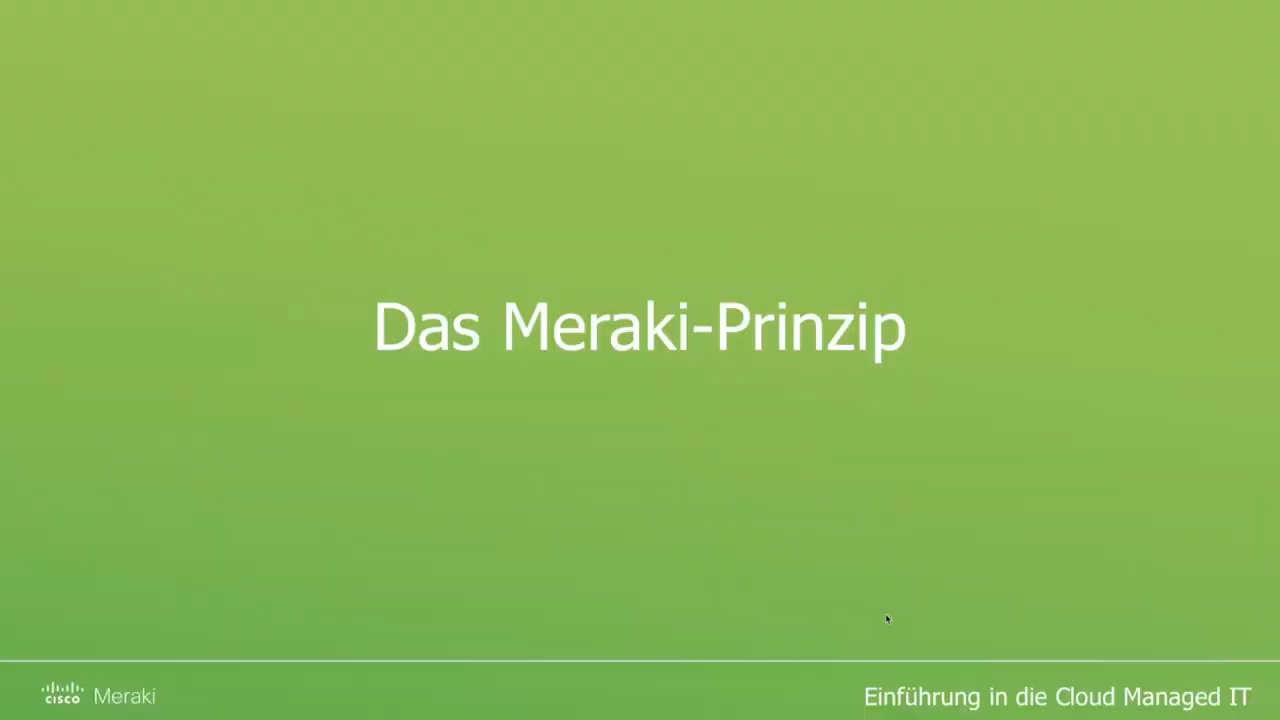 Das Meraki-Prinzip
CISCO Meraki
Einführung in die Cloud Managed IT